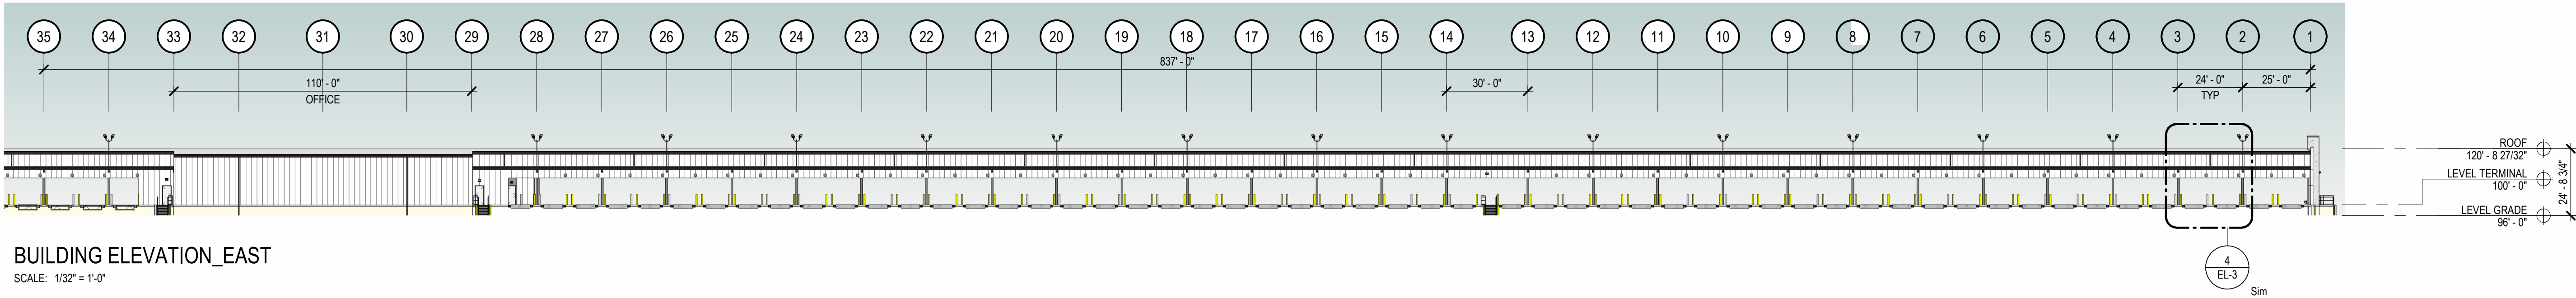 35 34 33 32 31 30 29 28 27 26 25 24 23 22 21 20 19 18 17 16 15 14 13 12 11 10 9 8 7 6 5 4 3 2 1
837' - 0"
110' - 0"
OFFICE
30' - 0"
24' - 0"
TYP
25' - 0"
ROOF
120' - 8 27/32"
LEVEL TERMINAL
100' - 0"
LEVEL GRADE
96' - 0"
24' - 8 3/4"
BUILDING ELEVATION_EAST
SCALE: 1/32" = 1'-0"
4
EL-3
Sim